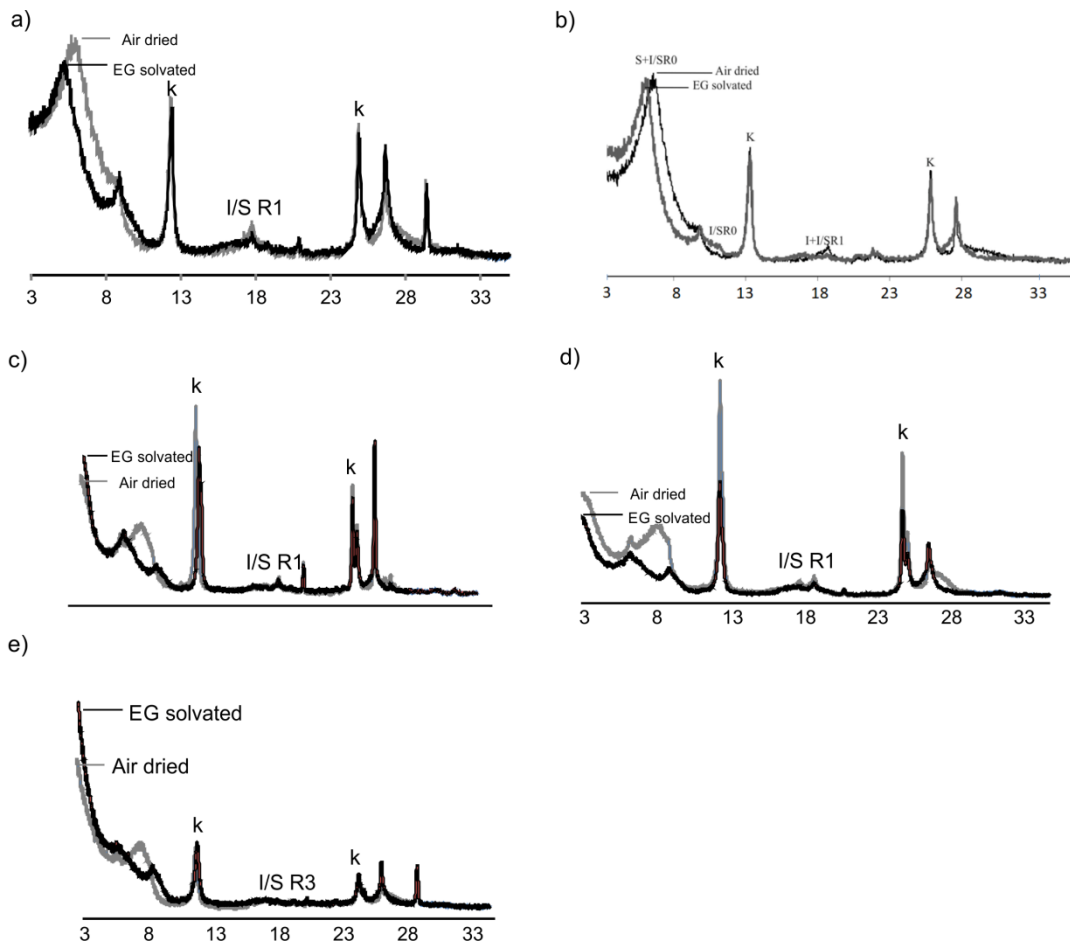 a)
Air dried
EG solvated
k
k
I/S R1
3 8 13 18 23 28 33
b)
S+I/SR0
Air dried
EG solvated
K
K
I/SR0
I+I/SR1
3 8 13 18 23 28 33
c)
k
EG solvated
Air dried
k
I/S R1
d)
k
k
Air dried
EG solvated
I/S R1
3 8 13 18 23 28 33
e)
EG solvated
Air dried
k
k
I/S R3
3 8 13 18 23 28 33